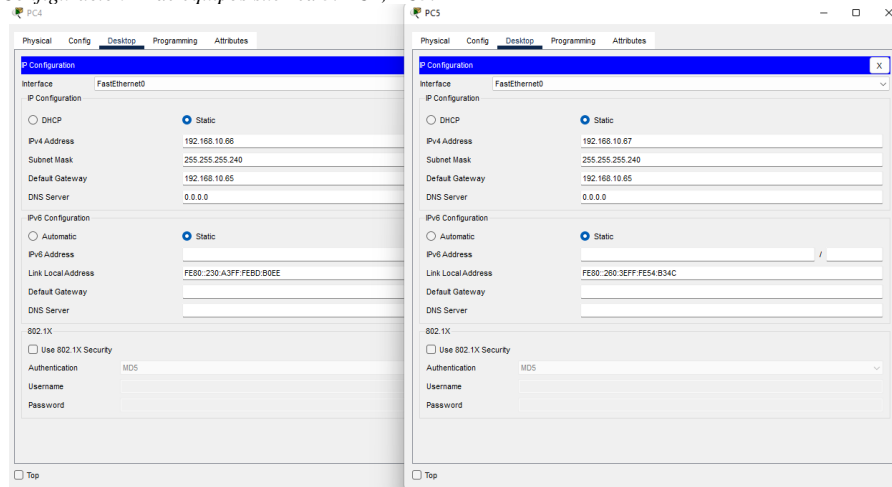 PC4
Physical Config Desktop Programming Attributes
IP Configuration
Interface FastEthernet0
IP Configuration
DHCP Static
IPv4 Address 192.168.10.66
Subnet Mask 255.255.255.240
Default Gateway 192.168.10.65
DNS Server 0.0.0.0
IPv6 Configuration
Automatic Static
IPv6 Address
Link Local Address FE80::230:A3FF:FEBD:B0EE
Default Gateway
DNS Server
802.1X
Use 802.1X Security
Authentication MD5
Username
Password
Top
PC5
Physical Config Desktop Programming Attributes
IP Configuration X
Interface FastEthernet0
IP Configuration
DHCP Static
IPv4 Address 192.168.10.67
Subnet Mask 255.255.255.240
Default Gateway 192.168.10.65
DNS Server 0.0.0.0
IPv6 Configuration
Automatic Static
IPv6 Address /
Link Local Address FE80::260:3EFF:FE54:B34C
Default Gateway
DNS Server
802.1X
Use 802.1X Security
Authentication MD5
Username
Password
Top